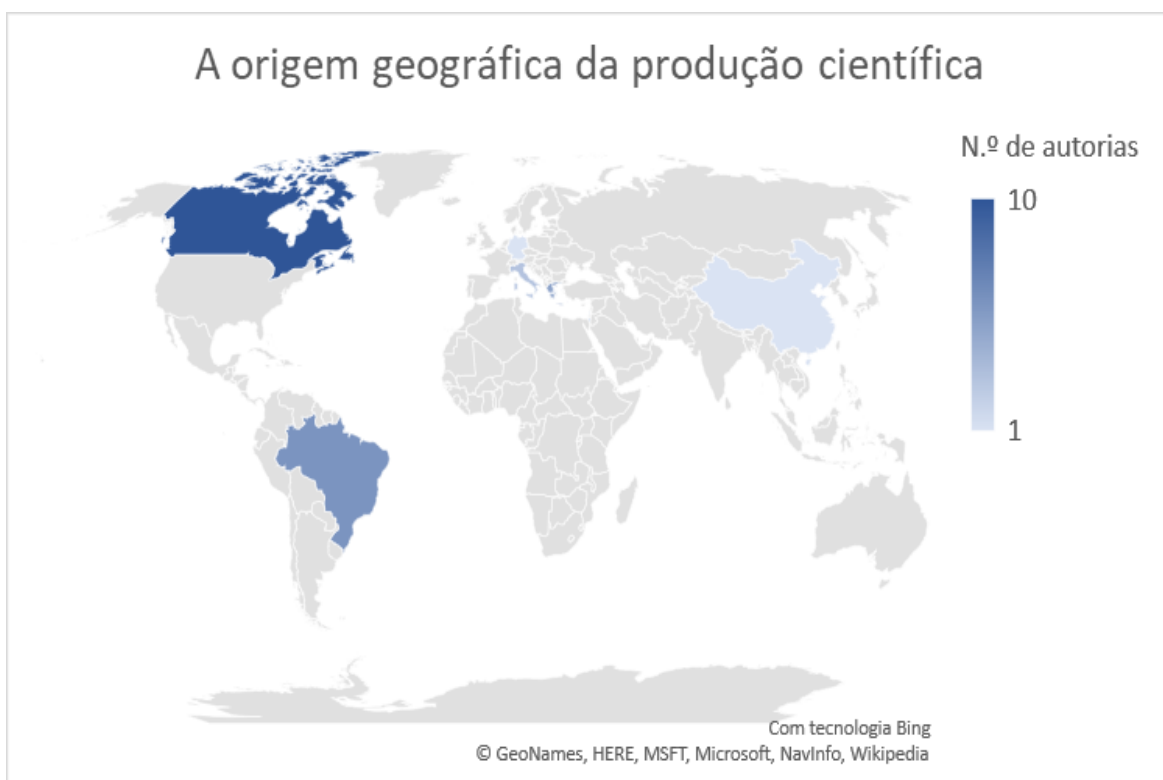 A origem geográfica da produção científica
N.º de autorias
10
1
Com tecnologia Bing
© GeoNames, HERE, MSFT, Microsoft, NavInfo, Wikipedia